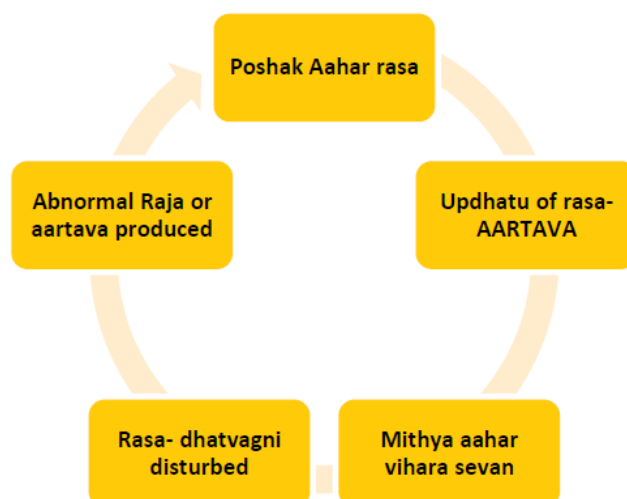 Poshak Aahar rasa
Updhatu of rasa-
AARTAVA
Mithya aahar
vihara sevan
Rasa- dhatvagni
disturbed
Abnormal Raja or
aartava produced